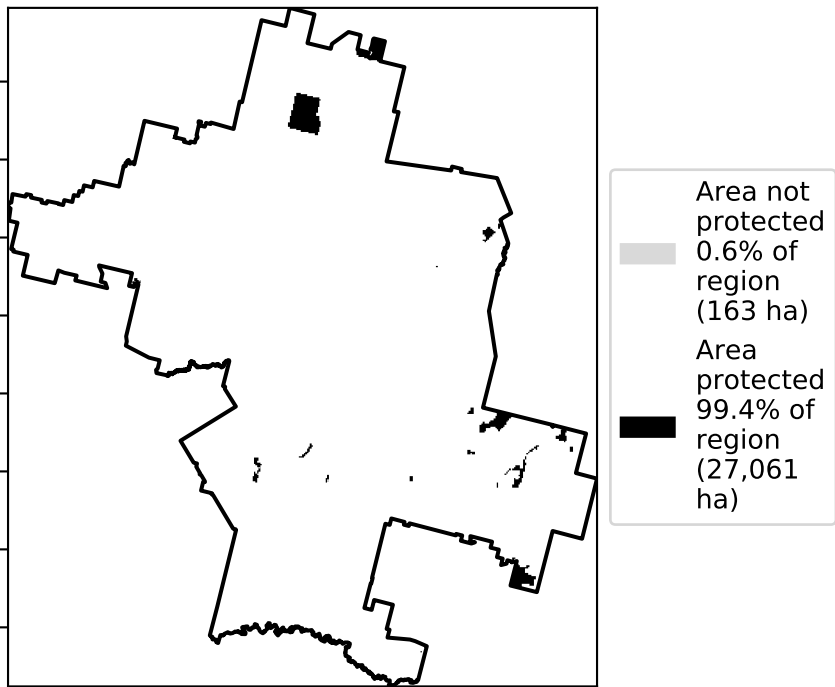 Area not
protected
0.6% of
region
(163 ha)
Area
protected
99.4% of
region
(27,061
ha)